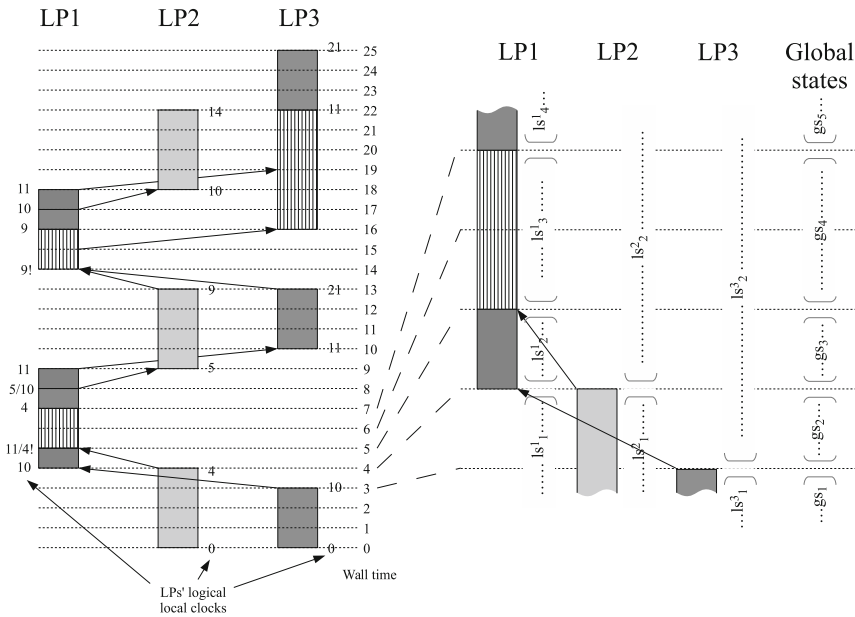 LP1 LP2 LP3
21
25
24
23
14
11
22
21
20
19
11
10
18
10
17
9
16
15
9!
14
9
21
13
12
11
11
10
11
5
9
5/10
8
4
7
6
11/4!
5
10
4
4
10
3
2
1
0
0
0
Wall time
LPs' logical
local clocks
LP1 LP2 LP3 Global
states
ls¹₄
gs₅
ls¹₃
ls²₂
ls³₂
gs₄
ls¹₂
gs₃
ls¹₁
ls²₁
gs₂
ls³₁
gs₁